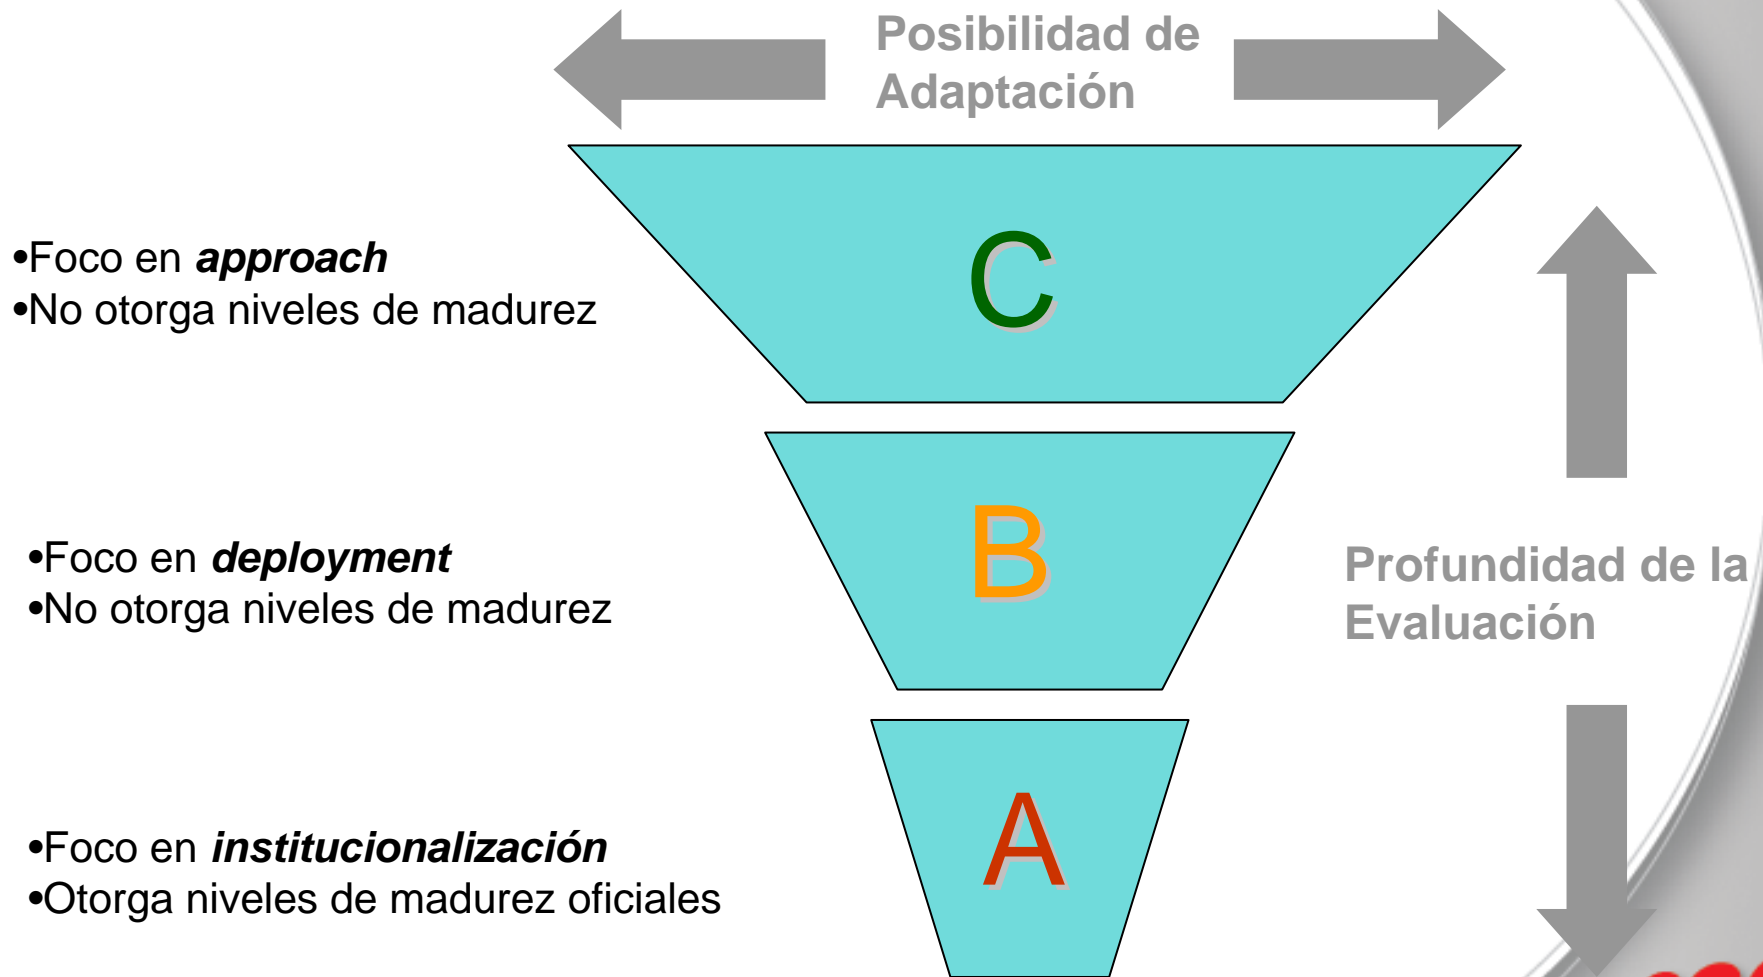 Posibilidad de
Adaptación
C
•Foco en approach
•No otorga niveles de madurez
B
•Foco en deployment
•No otorga niveles de madurez
Profundidad de la
Evaluación
A
•Foco en institucionalización
•Otorga niveles de madurez oficiales